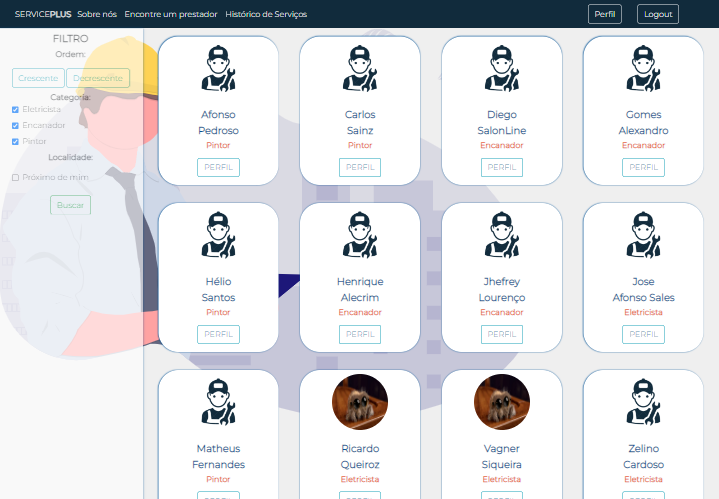 SERVICEPLUS Sobre nós Encontre um prestador Histórico de Serviços Perfil Logout
FILTRO
Ordem:
Crescente Decrescente
Categoria:
Eletricista
Encanador
Pintor
Localidade:
Próximo de mim
Buscar
Afonso
Pedroso
Pintor
PERFIL
Carlos
Sainz
Pintor
PERFIL
Diego
SalonLine
Encanador
PERFIL
Gomes
Alexandro
Encanador
PERFIL
Hélio
Santos
Pintor
PERFIL
Henrique
Alecrim
Encanador
PERFIL
Jhefrey
Lourenço
Encanador
PERFIL
Jose
Afonso Sales
Eletricista
PERFIL
Matheus
Fernandes
Pintor
Ricardo
Queiroz
Eletricista
Vagner
Siqueira
Eletricista
Zelino
Cardoso
Eletricista